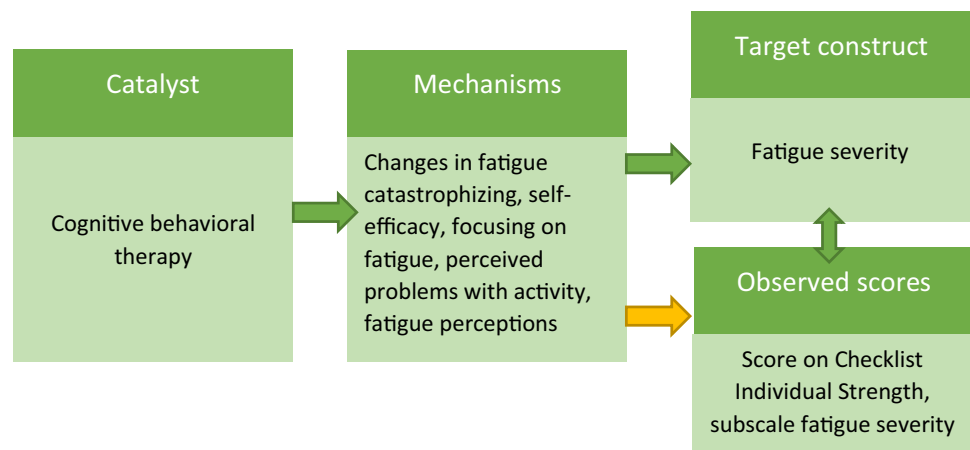 Catalyst
Cognitive behavioral
therapy
Mechanisms
Changes in fatigue
catastrophizing, self-
efficacy, focusing on
fatigue, perceived
problems with activity,
fatigue perceptions
Target construct
Fatigue severity
Observed scores
Score on Checklist
Individual Strength,
subscale fatigue severity